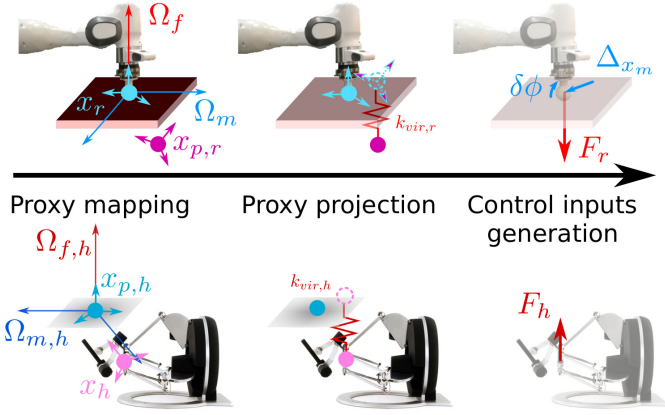 Ω_f
x_r
Ω_m
x_{p,r}
k_{vir,r}
Δ_{x_m}
δϕ
F_r
Proxy mapping
Proxy projection
Control inputs
generation
Ω_{f,h}
x_{p,h}
Ω_{m,h}
x_h
k_{vir,h}
F_h